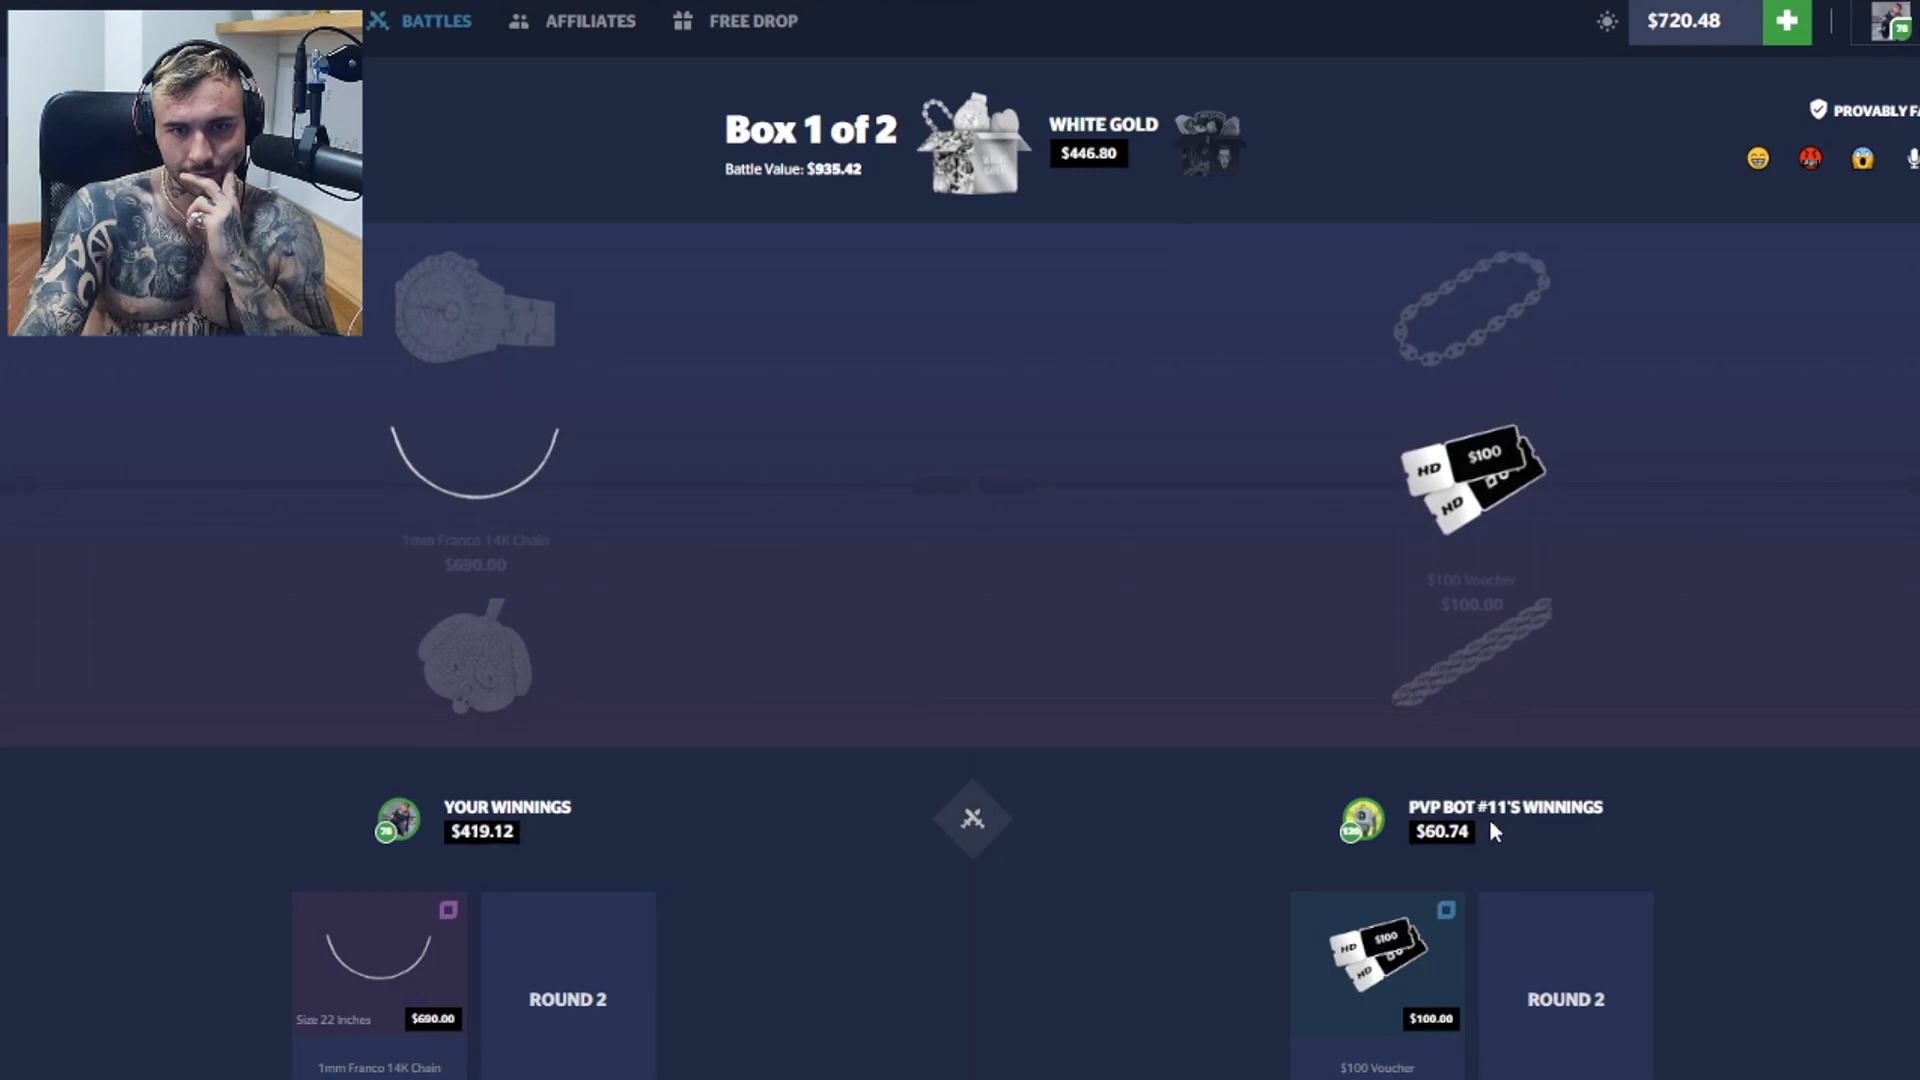 BATTLES
AFFILIATES
FREE DROP
$720.48
78
Box 1 of 2
Battle Value: $935.42
WHITE GOLD
$446.80
PROVABLY FA
HD $100
HD
1mm Franco 14K Chain
$690.00
$100 Voucher
$100.00
YOUR WINNINGS
$419.12
78
PVP BOT #11'S WINNINGS
$60.74
ROUND 2
Size 22 Inches
$690.00
1mm Franco 14K Chain
HD $100
HD
$100.00
$100 Voucher
ROUND 2